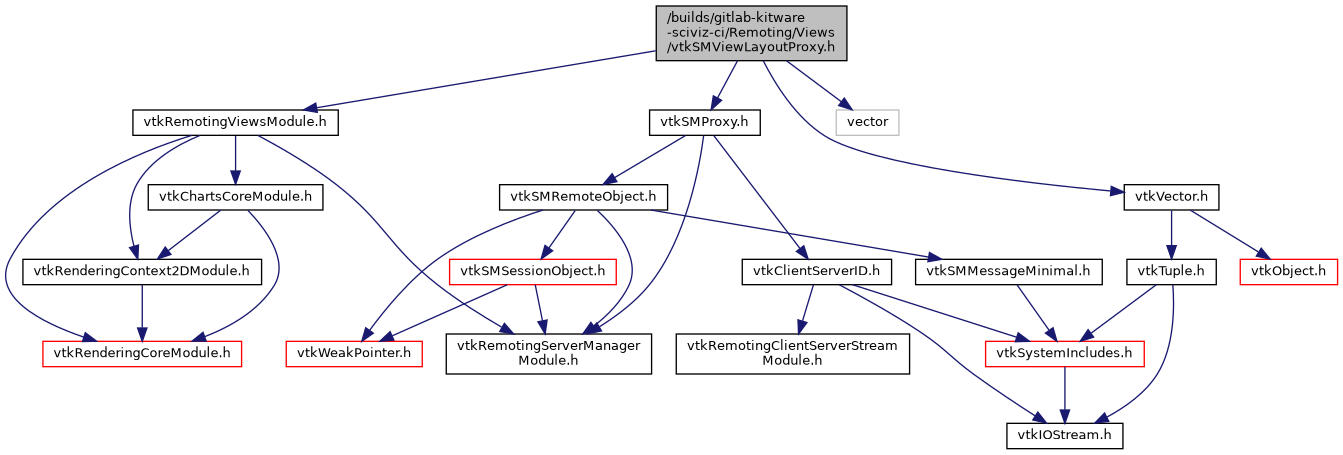 /builds/gitlab-kitware
-sciviz-ci/Remoting/Views
/vtkSMViewLayoutProxy.h
vtkRemotingViewsModule.h
vtkSMProxy.h
vector
vtkChartsCoreModule.h
vtkSMRemoteObject.h
vtkVector.h
vtkRenderingContext2DModule.h
vtkSMSessionObject.h
vtkClientServerID.h
vtkSMMessageMinimal.h
vtkTuple.h
vtkObject.h
vtkRenderingCoreModule.h
vtkWeakPointer.h
vtkRemotingServerManager
Module.h
vtkRemotingClientServerStream
Module.h
vtkSystemIncludes.h
vtkIOStream.h